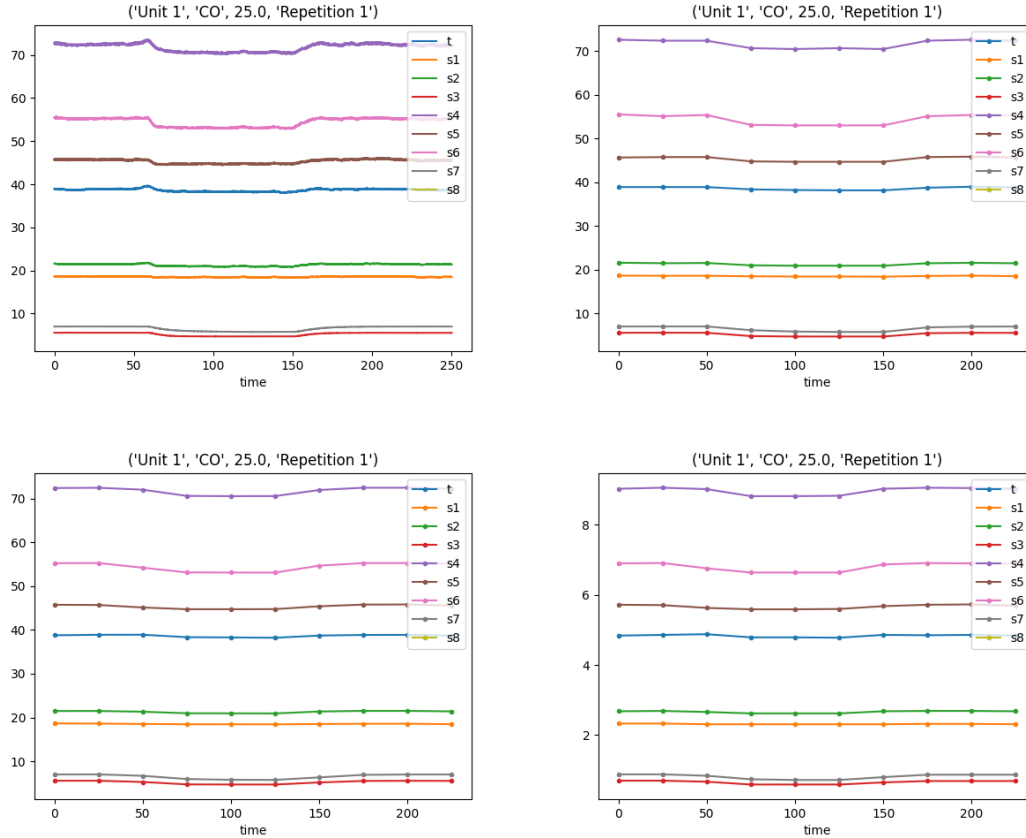 ('Unit 1', 'CO', 25.0, 'Repetition 1')
70
60
50
40
30
20
10
0
50
100
150
200
250
time
t
s1
s2
s3
s4
s5
s6
s7
s8
('Unit 1', 'CO', 25.0, 'Repetition 1')
70
60
50
40
30
20
10
0
50
100
150
200
time
t
s1
s2
s3
s4
s5
s6
s7
s8
('Unit 1', 'CO', 25.0, 'Repetition 1')
70
60
50
40
30
20
10
0
50
100
150
200
time
t
s1
s2
s3
s4
s5
s6
s7
s8
('Unit 1', 'CO', 25.0, 'Repetition 1')
8
6
4
2
0
50
100
150
200
time
t
s1
s2
s3
s4
s5
s6
s7
s8